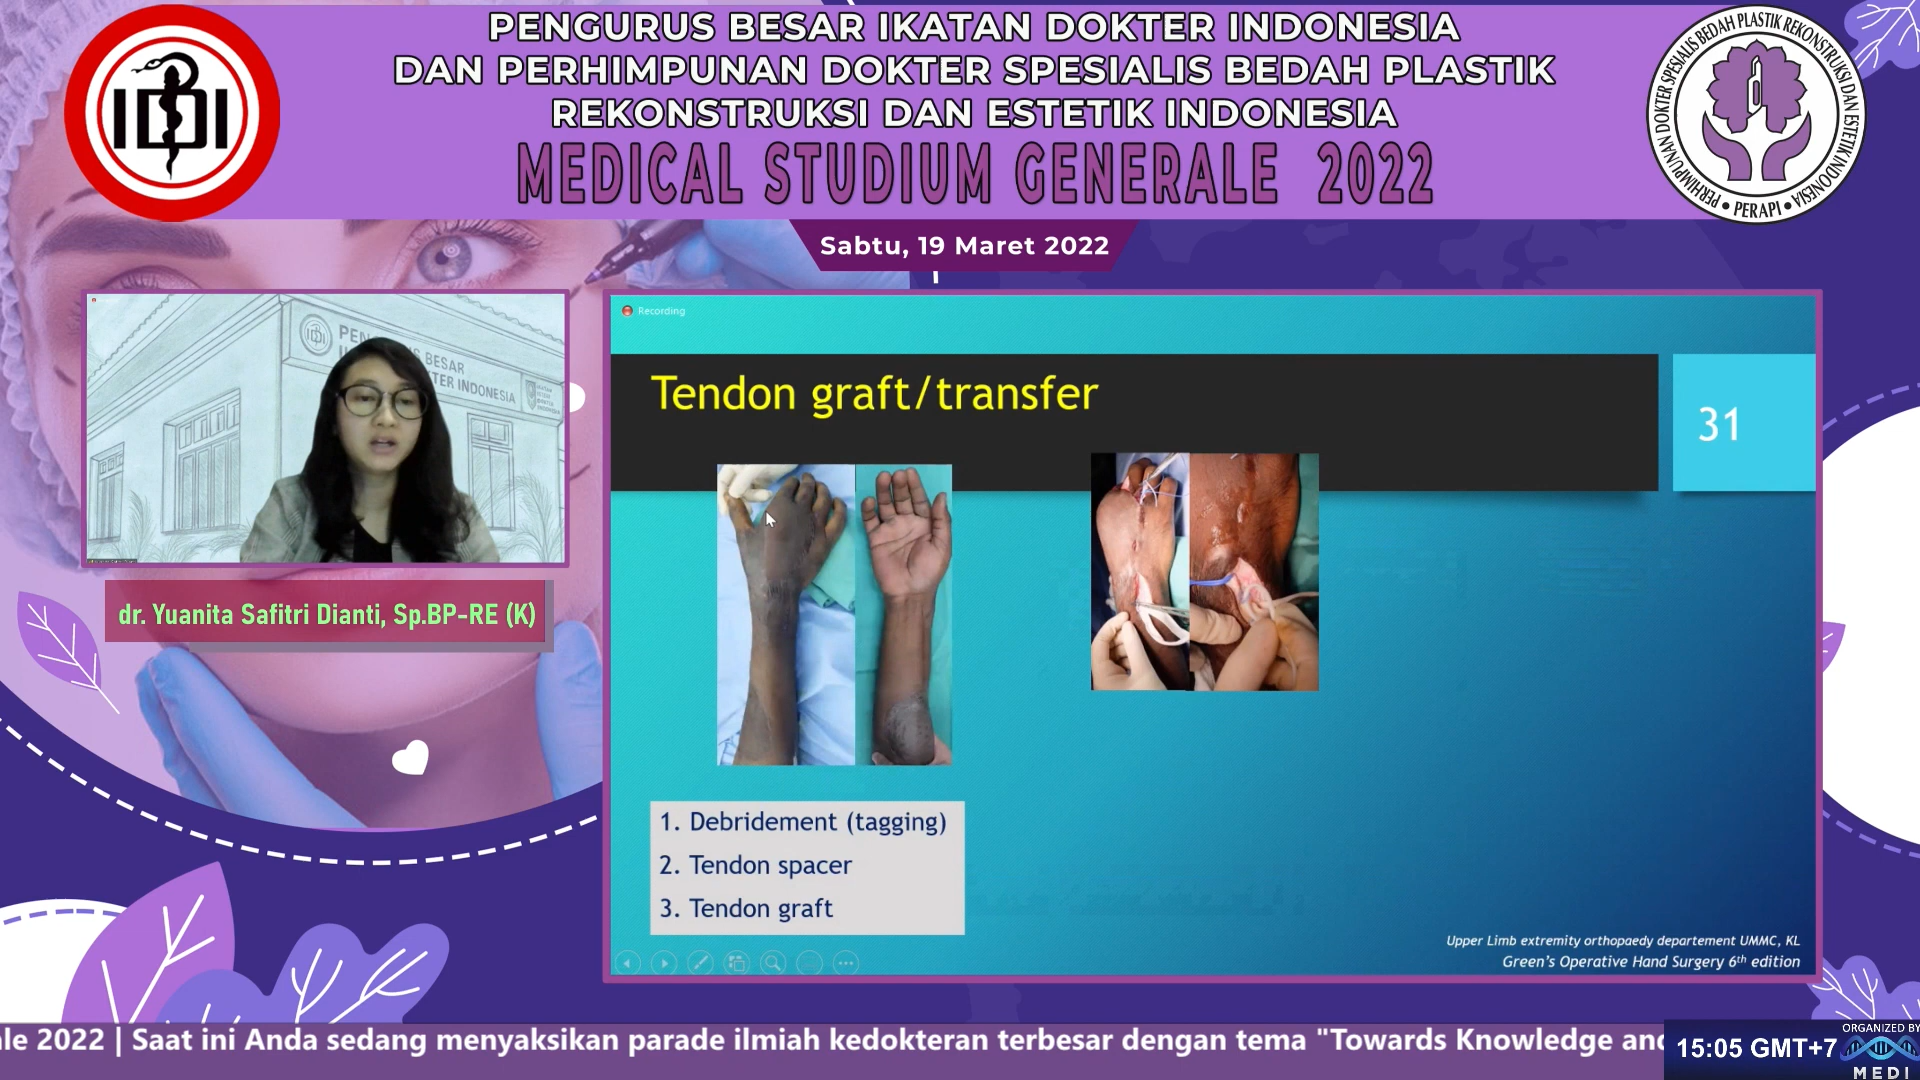 PENGURUS BESAR IKATAN DOKTER INDONESIA
DAN PERHIMPUNAN DOKTER SPESIALIS BEDAH PLASTIK
REKONSTRUKSI DAN ESTETIK INDONESIA
MEDICAL STUDIUM GENERALE 2022
Sabtu, 19 Maret 2022
IDI
PERHIMPUNAN DOKTER SPESIALIS BEDAH PLASTIK REKONSTRUKSI DAN ESTETIK INDONESIA
• PERAPI •
BESAR
INDONESIA
dr. Yuanita Safitri Dianti, Sp.BP-RE (K)
Recording
Tendon graft/transfer
31
1. Debridement (tagging)
2. Tendon spacer
3. Tendon graft
Upper Limb extremity orthopaedy departement UMMC, KL
Green's Operative Hand Surgery 6th edition
le 2022 | Saat ini Anda sedang menyaksikan parade ilmiah kedokteran terbesar dengan tema "Towards Knowledge and
15:05 GMT+7
ORGANIZED BY
MEDI